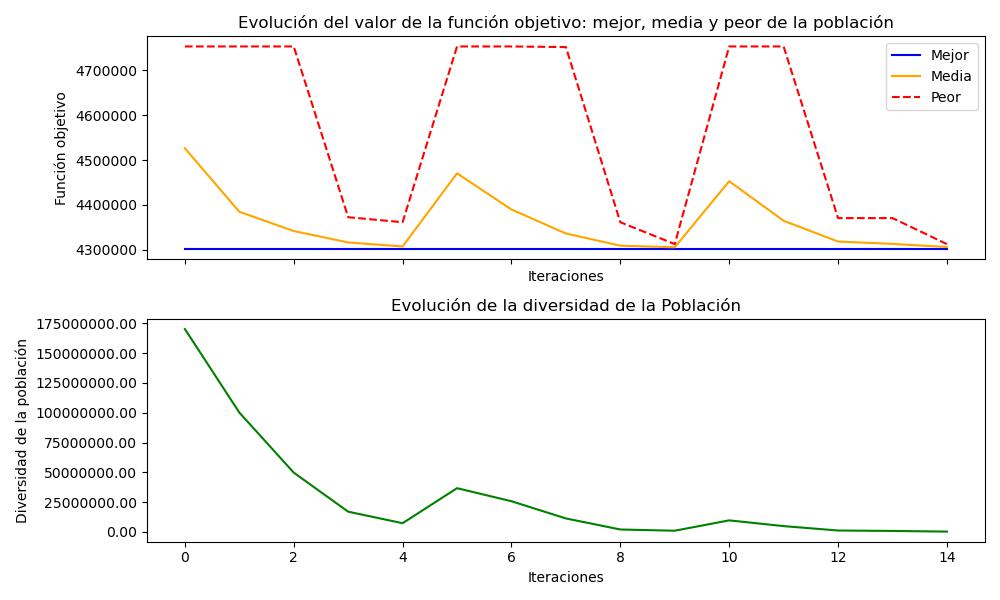 Evolución del valor de la función objetivo: mejor, media y peor de la población
Función objetivo
4700000
4600000
4500000
4400000
4300000
Mejor
Media
Peor
Iteraciones
Evolución de la diversidad de la Población
Diversidad de la población
175000000.00
150000000.00
125000000.00
100000000.00
75000000.00
50000000.00
25000000.00
0.00
0 2 4 6 8 10 12 14
Iteraciones